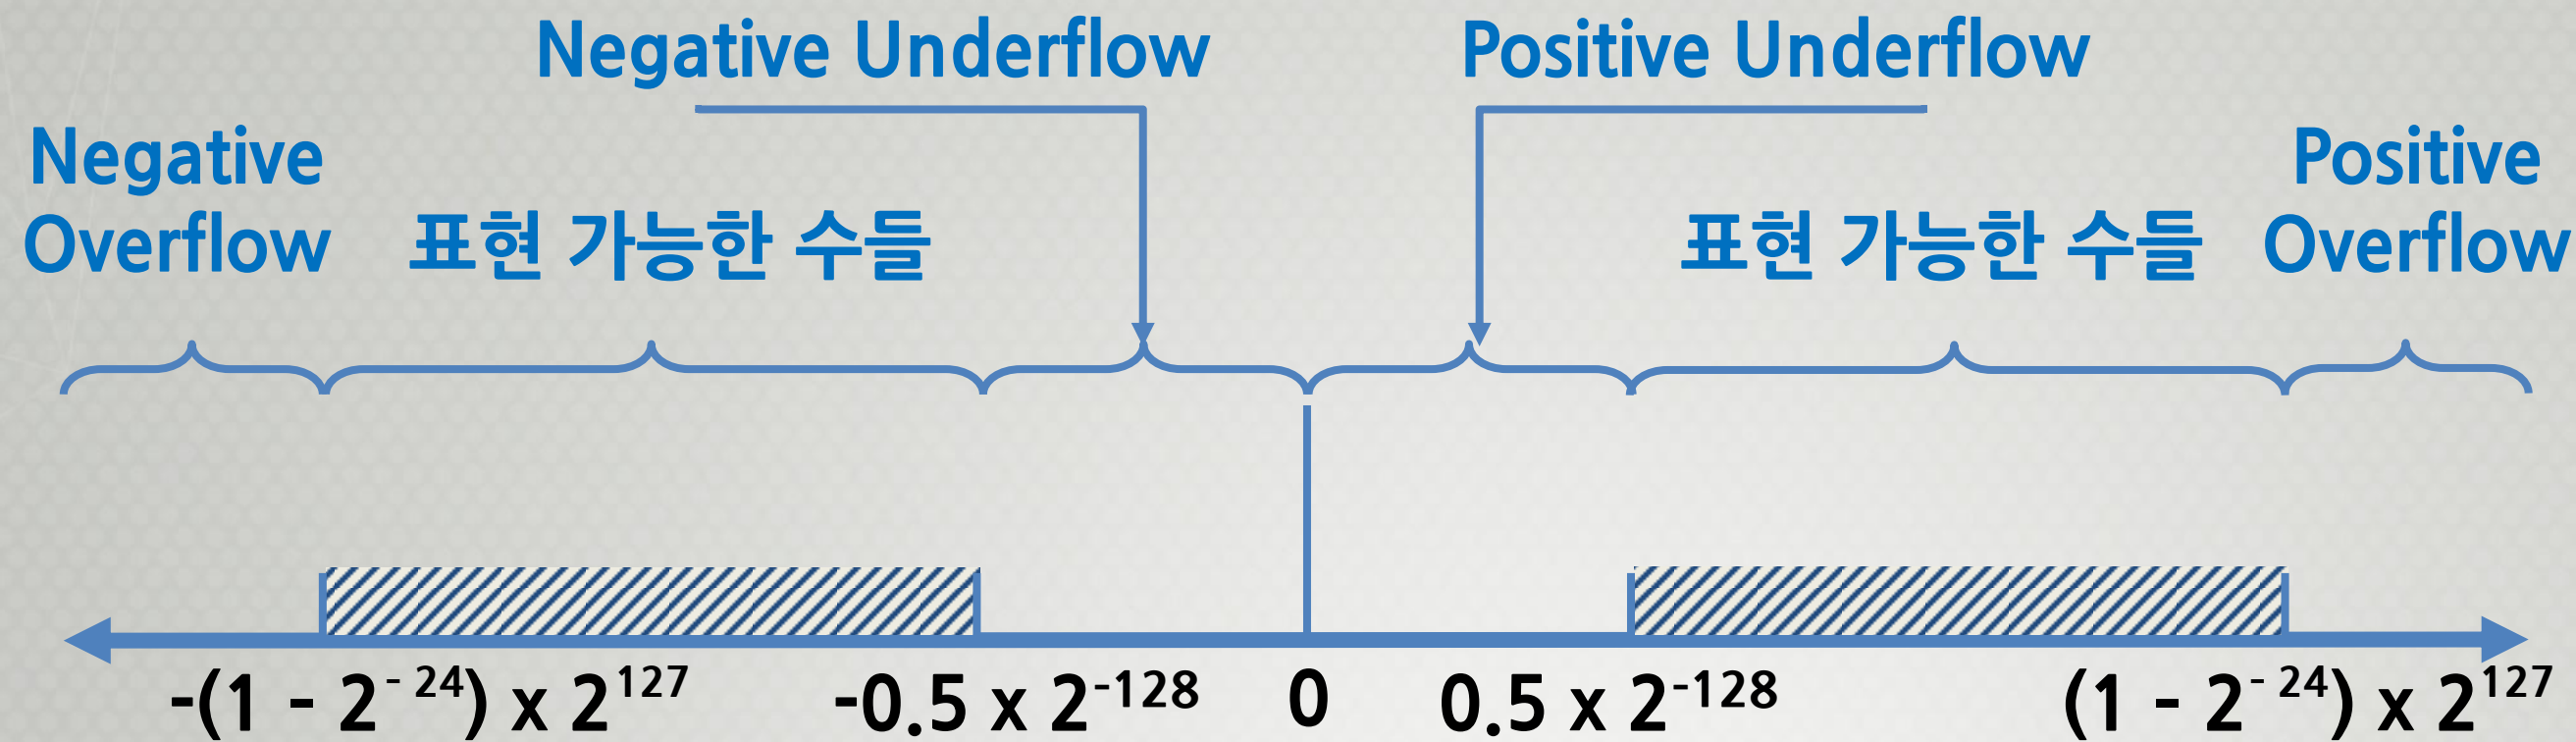 Negative Underflow
Positive Underflow
Negative
Overflow
표현 가능한 수들
표현 가능한 수들
Positive
Overflow
-(1 - 2⁻ ²⁴) x 2¹²⁷
-0.5 x 2⁻¹²⁸
0
0.5 x 2⁻¹²⁸
(1 - 2⁻ ²⁴) x 2¹²⁷